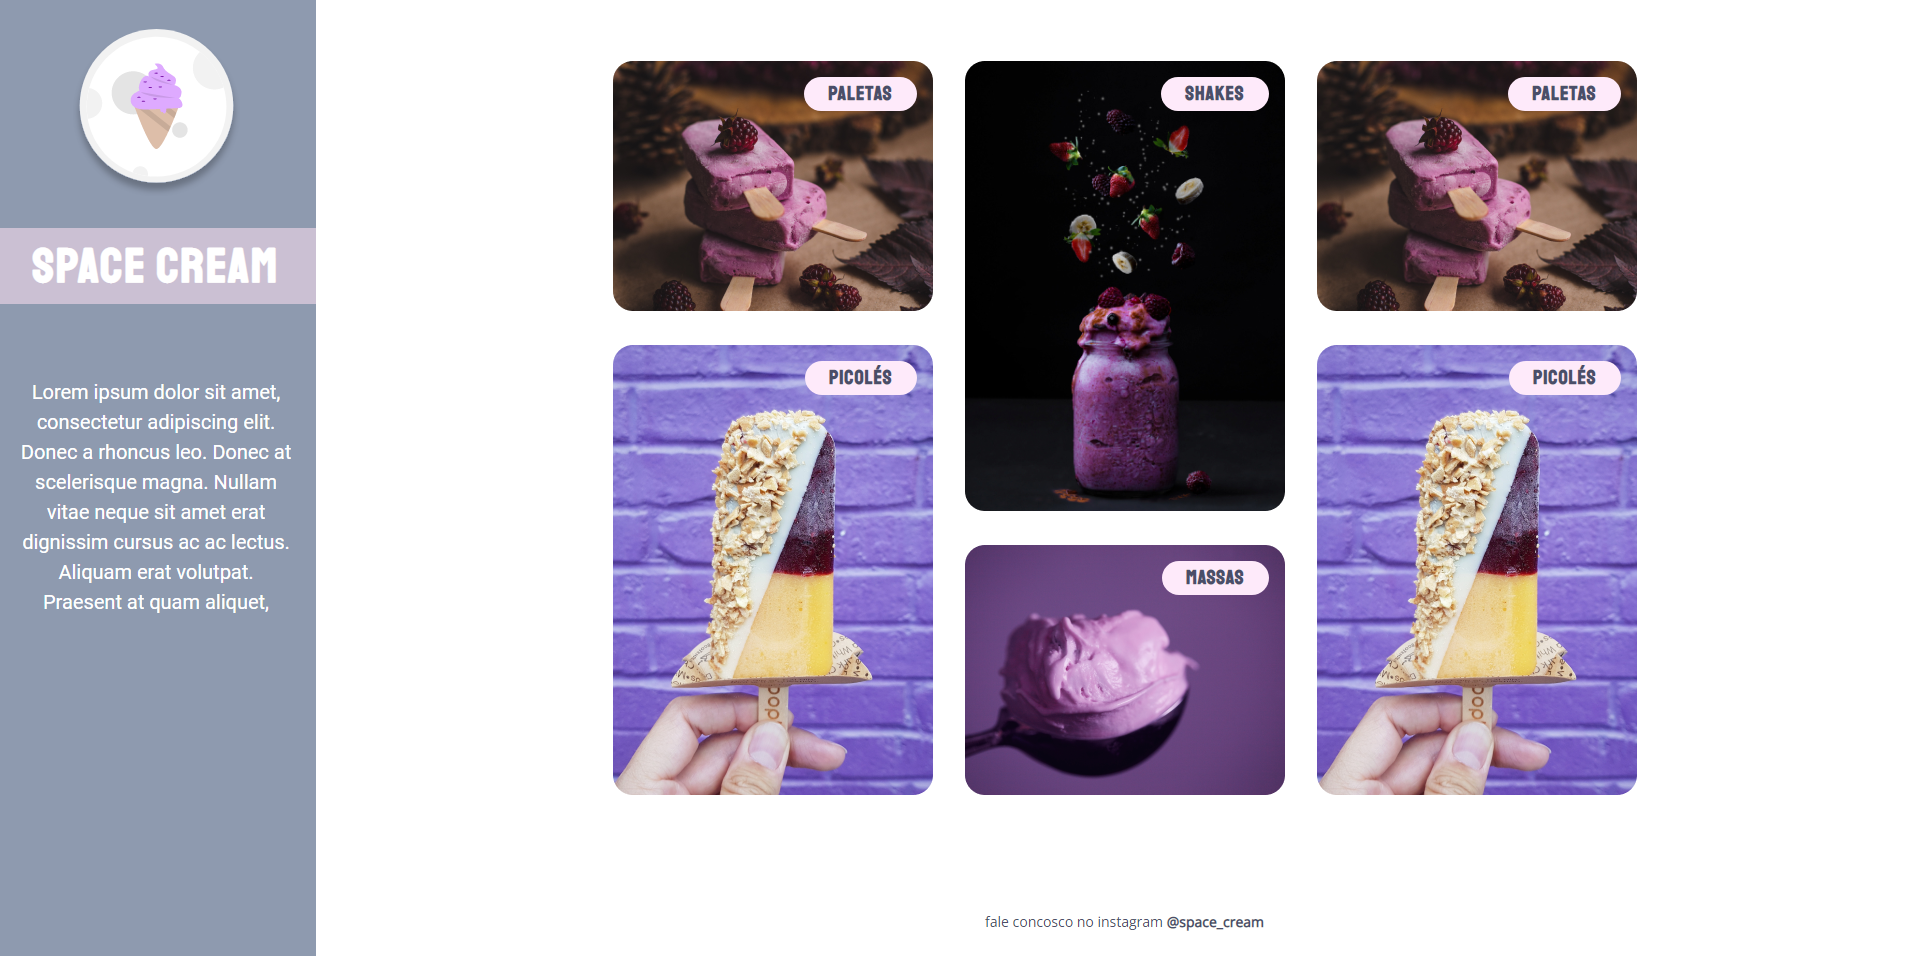 SPACE CREAM
Lorem ipsum dolor sit amet,
consectetur adipiscing elit.
Donec a rhoncus leo. Donec at
scelerisque magna. Nullam
vitae neque sit amet erat
dignissim cursus ac ac lectus.
Aliquam erat volutpat.
Praesent at quam aliquet,
PALETAS
SHAKES
PALETAS
PICOLÉS
PICOLÉS
MASSAS
fale concosco no instagram @space_cream